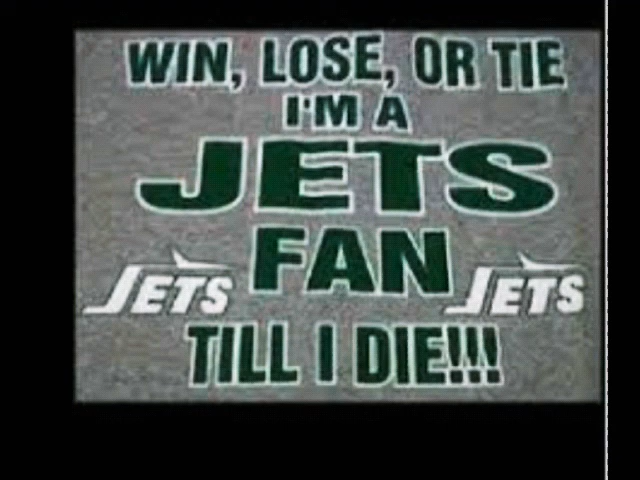 WIN, LOSE, OR TIE
I'M A
JETS
FAN
JETS JETS
TILL I DIE!!!